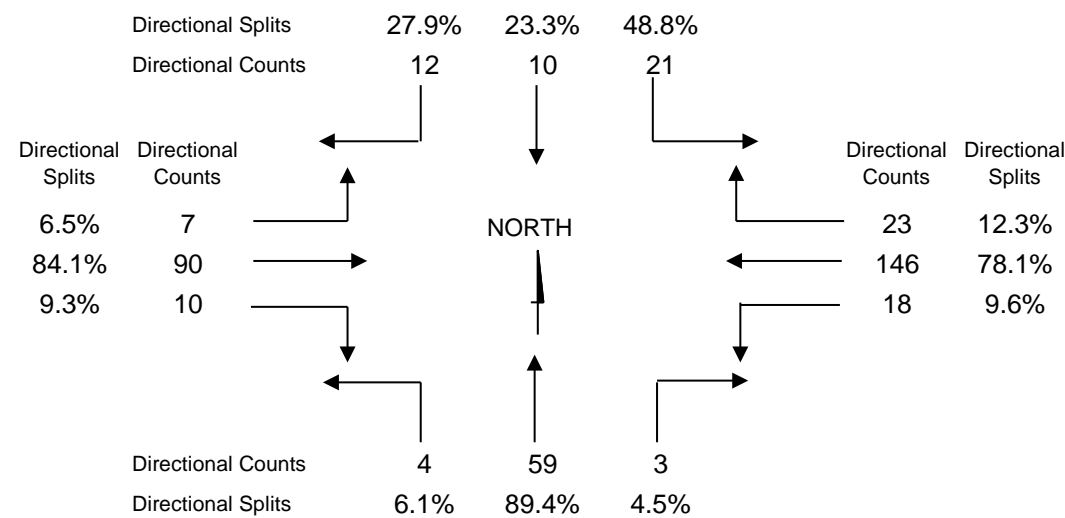 Directional Splits 27.9% 23.3% 48.8%
Directional Counts 12 10 21
Directional Directional Directional Directional
Splits Counts Counts Splits
6.5% 7 23 12.3%
NORTH
84.1% 90 146 78.1%
9.3% 10 18 9.6%
Directional Counts 4 59 3
Directional Splits 6.1% 89.4% 4.5%